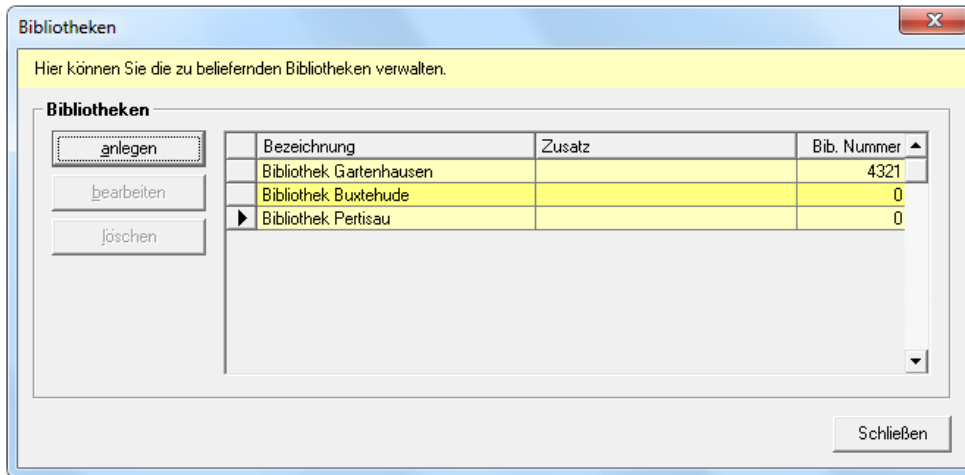 Bibliotheken
Hier können Sie die zu beliefernden Bibliotheken verwalten.
Bibliotheken
anlegen
bearbeiten
löschen
Bezeichnung Zusatz Bib. Nummer
Bibliothek Gartenhausen 4321
Bibliothek Buxtehude 0
Bibliothek Pertisau 0
Schließen